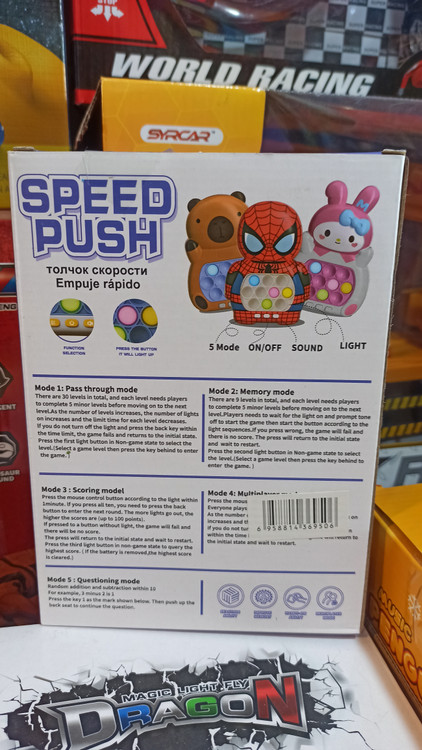 STOP
WORLD RACING
SYRCAR
SPEED
PUSH
толчок скорости
Empuje rápido
FUNCTION
SELECTION
PRESS THE BUTTON
IT WILL LIGHT UP
5 Mode ON/OFF SOUND LIGHT
Mode 1: Pass through mode
There are 30 levels in total, and each level needs players
to complete 5 minor levels before moving on to the next
level.As the number of levels increases, the number of lights
on increases and the limit for each level decreases.
If you do not turn off the light and press the back key within
the time limit, the game fails and returns to the initial state.
Press the first light button in Non-game state to select the
level.(Select a game level then press key behind to enter
the game.)
Mode 2: Memory mode
There are 9 levels in total, and each level needs players to
complete 5 minor levels before moving on to the next
level,Players needs to wait for the light on and prompt tone
off to start the game then start the button according to the
light sequences.If you press wrong, the game will fail and
there is no score. The press will return to the initial state
and wait to restart.
Press the second light button in Non-game state to select
the level.(Select a game level then press the key behind to
enter the game. )
Mode 3 : Scoring model
Press the mouse control button according to the light within
1minute. If you press all ten, you need to press the back
button to enter the next round. The more lights go out, the
higher the scores are (up to 100 points).
If pressed to a button without light, the game will fail and
there will be no score.
The press will return to the initial state and wait to restart.
Press the third light button in non-game state to query the
highest score. ( If the battery is removed,the highest score
is cleared.)
Mode 4: Multiplayer
Press the mous
Everyone plays
As the number
increases and th
if you do not tur
within the time
return to
the initial state and wait to restart.
6958814369506
Mode 5 : Questioning mode
Random addition and subtraction within 10
For example, 3 minus 2 is 1
Press the key 1 as the mark shown below. Then push up the
back seat to continue the question.
MAGIC LIGHT FLY
DRAGON